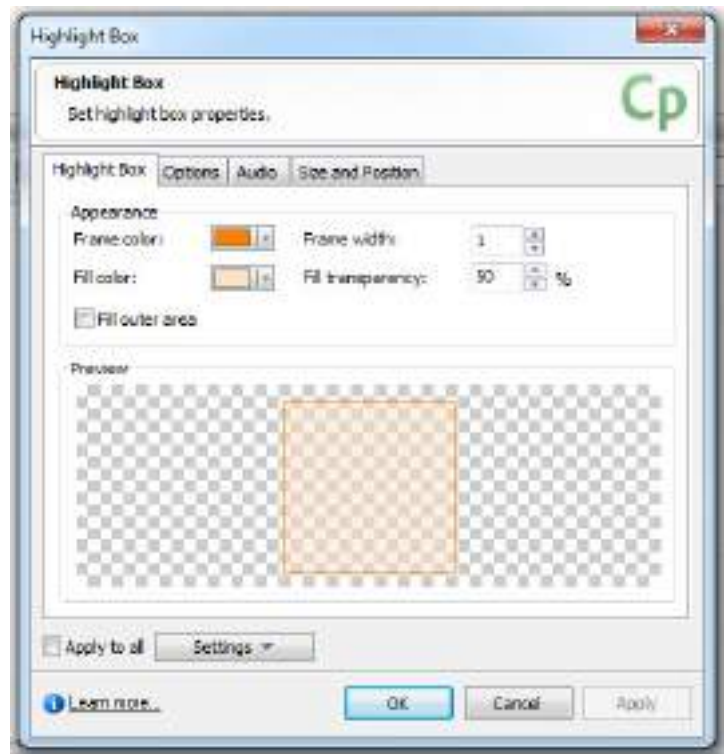 Highlight Box
Highlight Box
Set highlight box properties.
Cp
Highlight Box Options Audio Size and Position
Appearance
Frame color: Frame width: 1
Fill color: Fill transparency: %
Fill outer area
Preview
Apply to all Settings
Learn more...
OK Cancel Apply